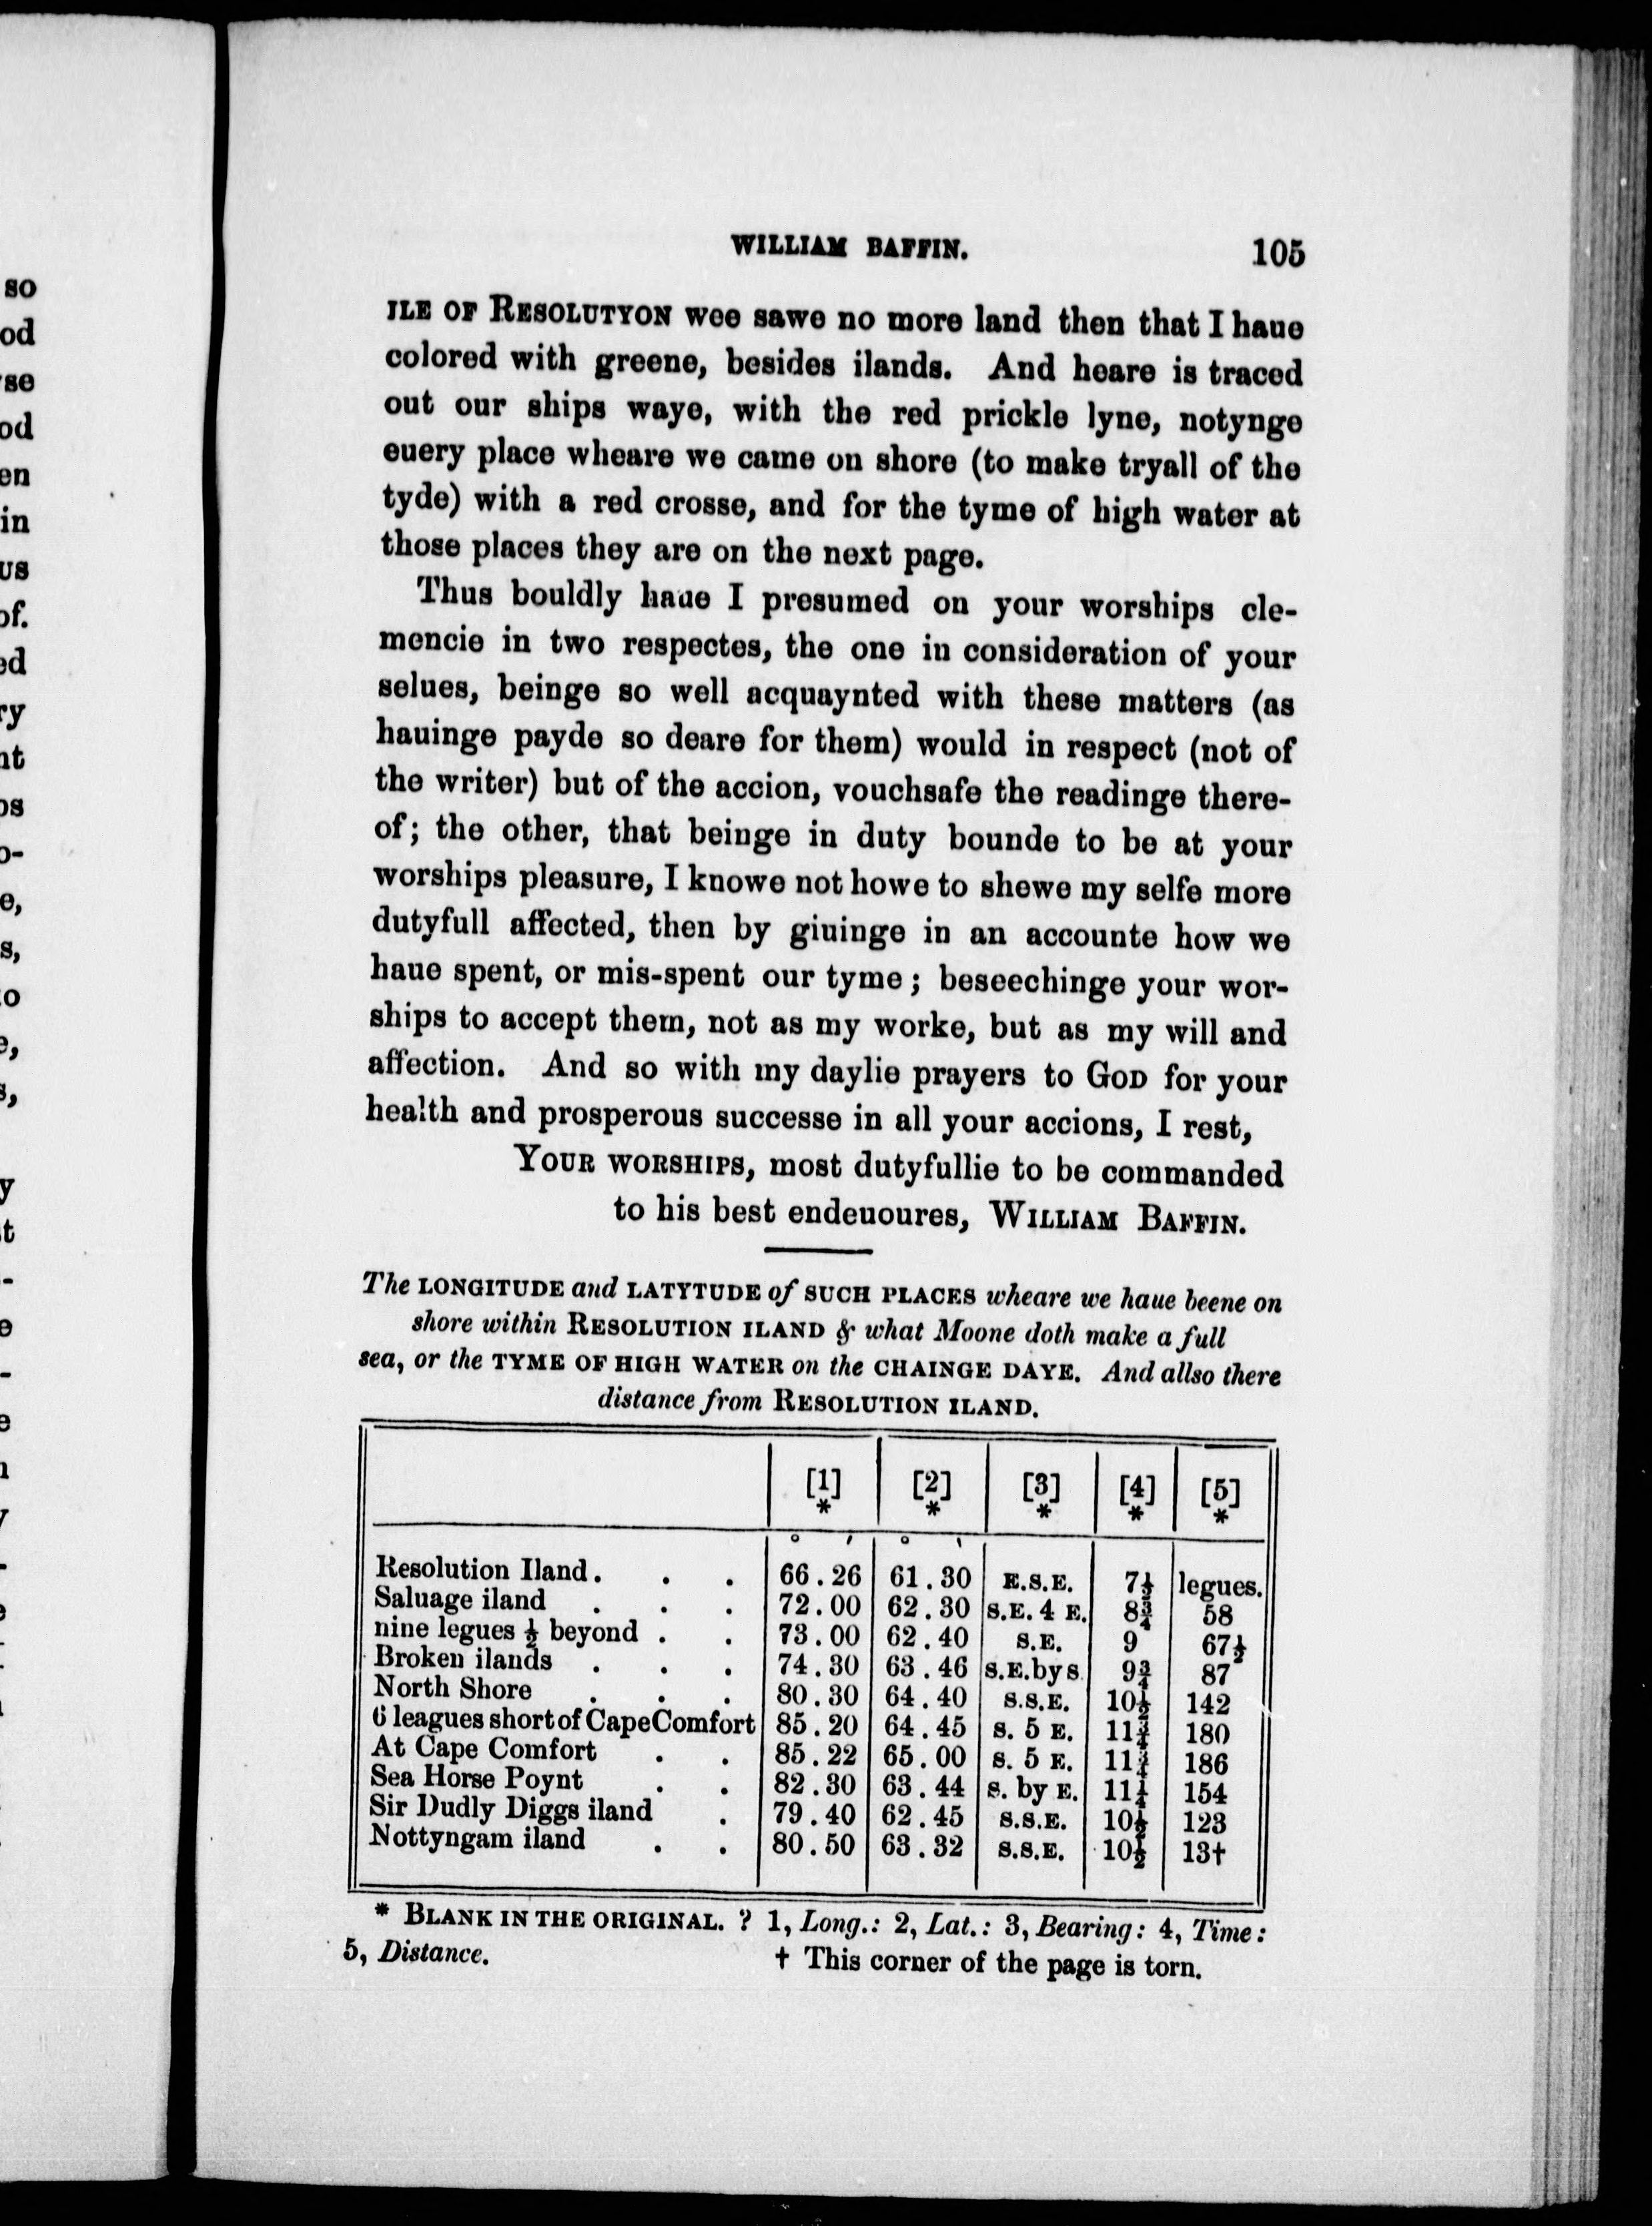 WILLIAM BAFFIN. 105
ILE OF RESOLUTYON wee sawe no more land then that I haue
colored with greene, besides ilands. And heare is traced
out our ships waye, with the red prickle lyne, notynge
euery place wheare we came on shore (to make tryall of the
tyde) with a red crosse, and for the tyme of high water at
those places they are on the next page.
Thus bouldly haue I presumed on your worships cle-
mencie in two respectes, the one in consideration of your
selues, beinge so well acquaynted with these matters (as
hauinge payde so deare for them) would in respect (not of
the writer) but of the accion, vouchsafe the readinge there-
of; the other, that beinge in duty bounde to be at your
worships pleasure, I knowe not howe to shewe my selfe more
dutyfull affected, then by giuinge in an accounte how we
haue spent, or mis-spent our tyme; beseechinge your wor-
ships to accept them, not as my worke, but as my will and
affection. And so with my daylie prayers to GOD for your
health and prosperous successe in all your accions, I rest,
YOUR WORSHIPS, most dutyfullie to be commanded
to his best endeuoures, WILLIAM BAFFIN.
The LONGITUDE and LATYTUDE of SUCH PLACES wheare we haue beene on
shore within RESOLUTION ILAND & what Moone doth make a full
sea, or the TYME OF HIGH WATER on the CHAINGE DAYE. And allso there
distance from RESOLUTION ILAND.
[1] [2] [3] [4] [5]
* * * * *
° ′ ° ′
Resolution Iland . . . 66.26 61.30 E.S.E. 7½ legues.
Saluage iland . . . 72.00 62.30 S.E. 4 E. 8¾ 58
nine legues ½ beyond . . 73.00 62.40 S.E. 9 67½
Broken ilands . . . 74.30 63.46 S.E.by S. 9¾ 87
North Shore . . . 80.30 64.40 S.S.E. 10½ 142
6 leagues short of Cape Comfort 85.20 64.45 S. 5 E. 11¾ 180
At Cape Comfort . . 85.22 65.00 S. 5 E. 11¾ 186
Sea Horse Poynt . . 82.30 63.44 S. by E. 11¼ 154
Sir Dudly Diggs iland . 79.40 62.45 S.S.E. 10½ 123
Nottyngam iland . . 80.50 63.32 S.S.E. 10½ 13†
* BLANK IN THE ORIGINAL. ? 1, Long.: 2, Lat.: 3, Bearing: 4, Time:
5, Distance. † This corner of the page is torn.